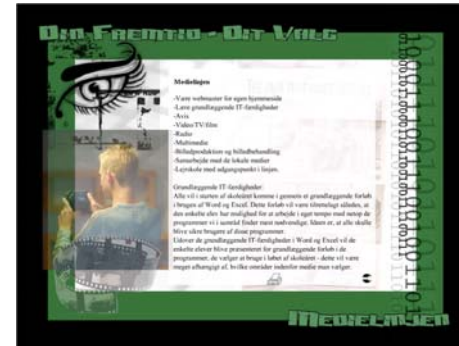 Din Fremtid - Dit Valg
Medielinjen
-Være webmaster for egen hjemmeside
-Lære grundlæggende IT-færdigheder
-Avis
-Video/TV/film
-Radio
-Multimedie
-Billedproduktion og billedbehandling
-Samarbejde med de lokale medier
-Lejrskole med udgangspunkt i linjen.
Grundlæggende IT-færdigheder:
Alle vil i starten af skoleåret komme i gennem et grundlæggende forløb
i brugen af Word og Excel. Dette forløb vil være tilrettelagt således, at
den enkelte elev har mulighed for at arbejde i eget tempo med netop de
programmer vi i samråd finder mest nødvendige. Ideen er, at alle skulle
blive sikre brugere af disse programmer.
Udover de grundlæggende IT-færdigheder i Word og Excel vil de
enkelte elever blive præsenteret for grundlæggende forløb i de
programmer, de vælger at bruge i løbet af skoleåret - dette vil være
meget afhængigt af, hvilke områder indenfor medie man vælger.
Medielinjen